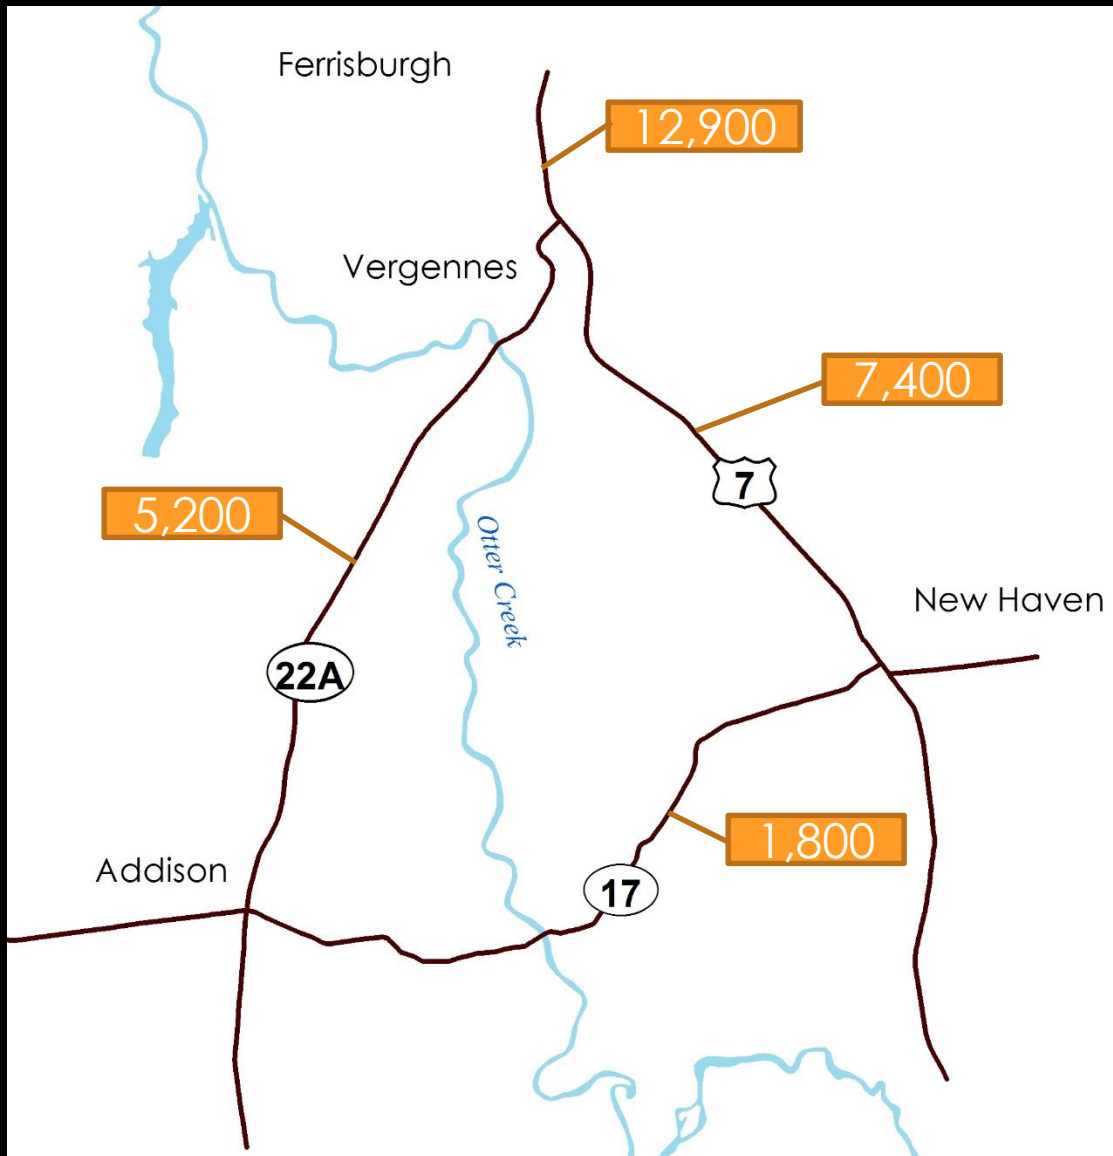 Ferrisburgh
12,900
Vergennes
7,400
7
5,200
Otter Creek
New Haven
22A
1,800
Addison
17